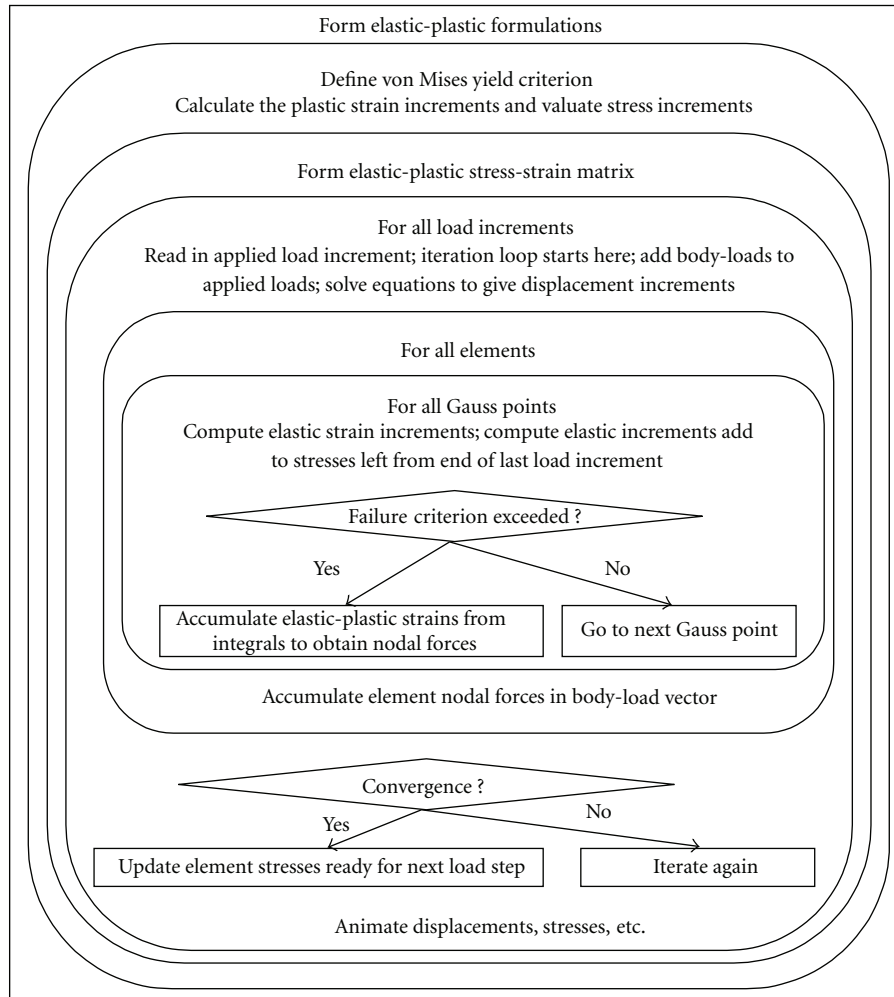 Form elastic-plastic formulations
Define von Mises yield criterion
Calculate the plastic strain increments and valuate stress increments
Form elastic-plastic stress-strain matrix
For all load increments
Read in applied load increment; iteration loop starts here; add body-loads to
applied loads; solve equations to give displacement increments
For all elements
For all Gauss points
Compute elastic strain increments; compute elastic increments add
to stresses left from end of last load increment
Failure criterion exceeded ?
Yes
No
Accumulate elastic-plastic strains from
integrals to obtain nodal forces
Go to next Gauss point
Accumulate element nodal forces in body-load vector
Convergence ?
Yes
No
Update element stresses ready for next load step
Iterate again
Animate displacements, stresses, etc.